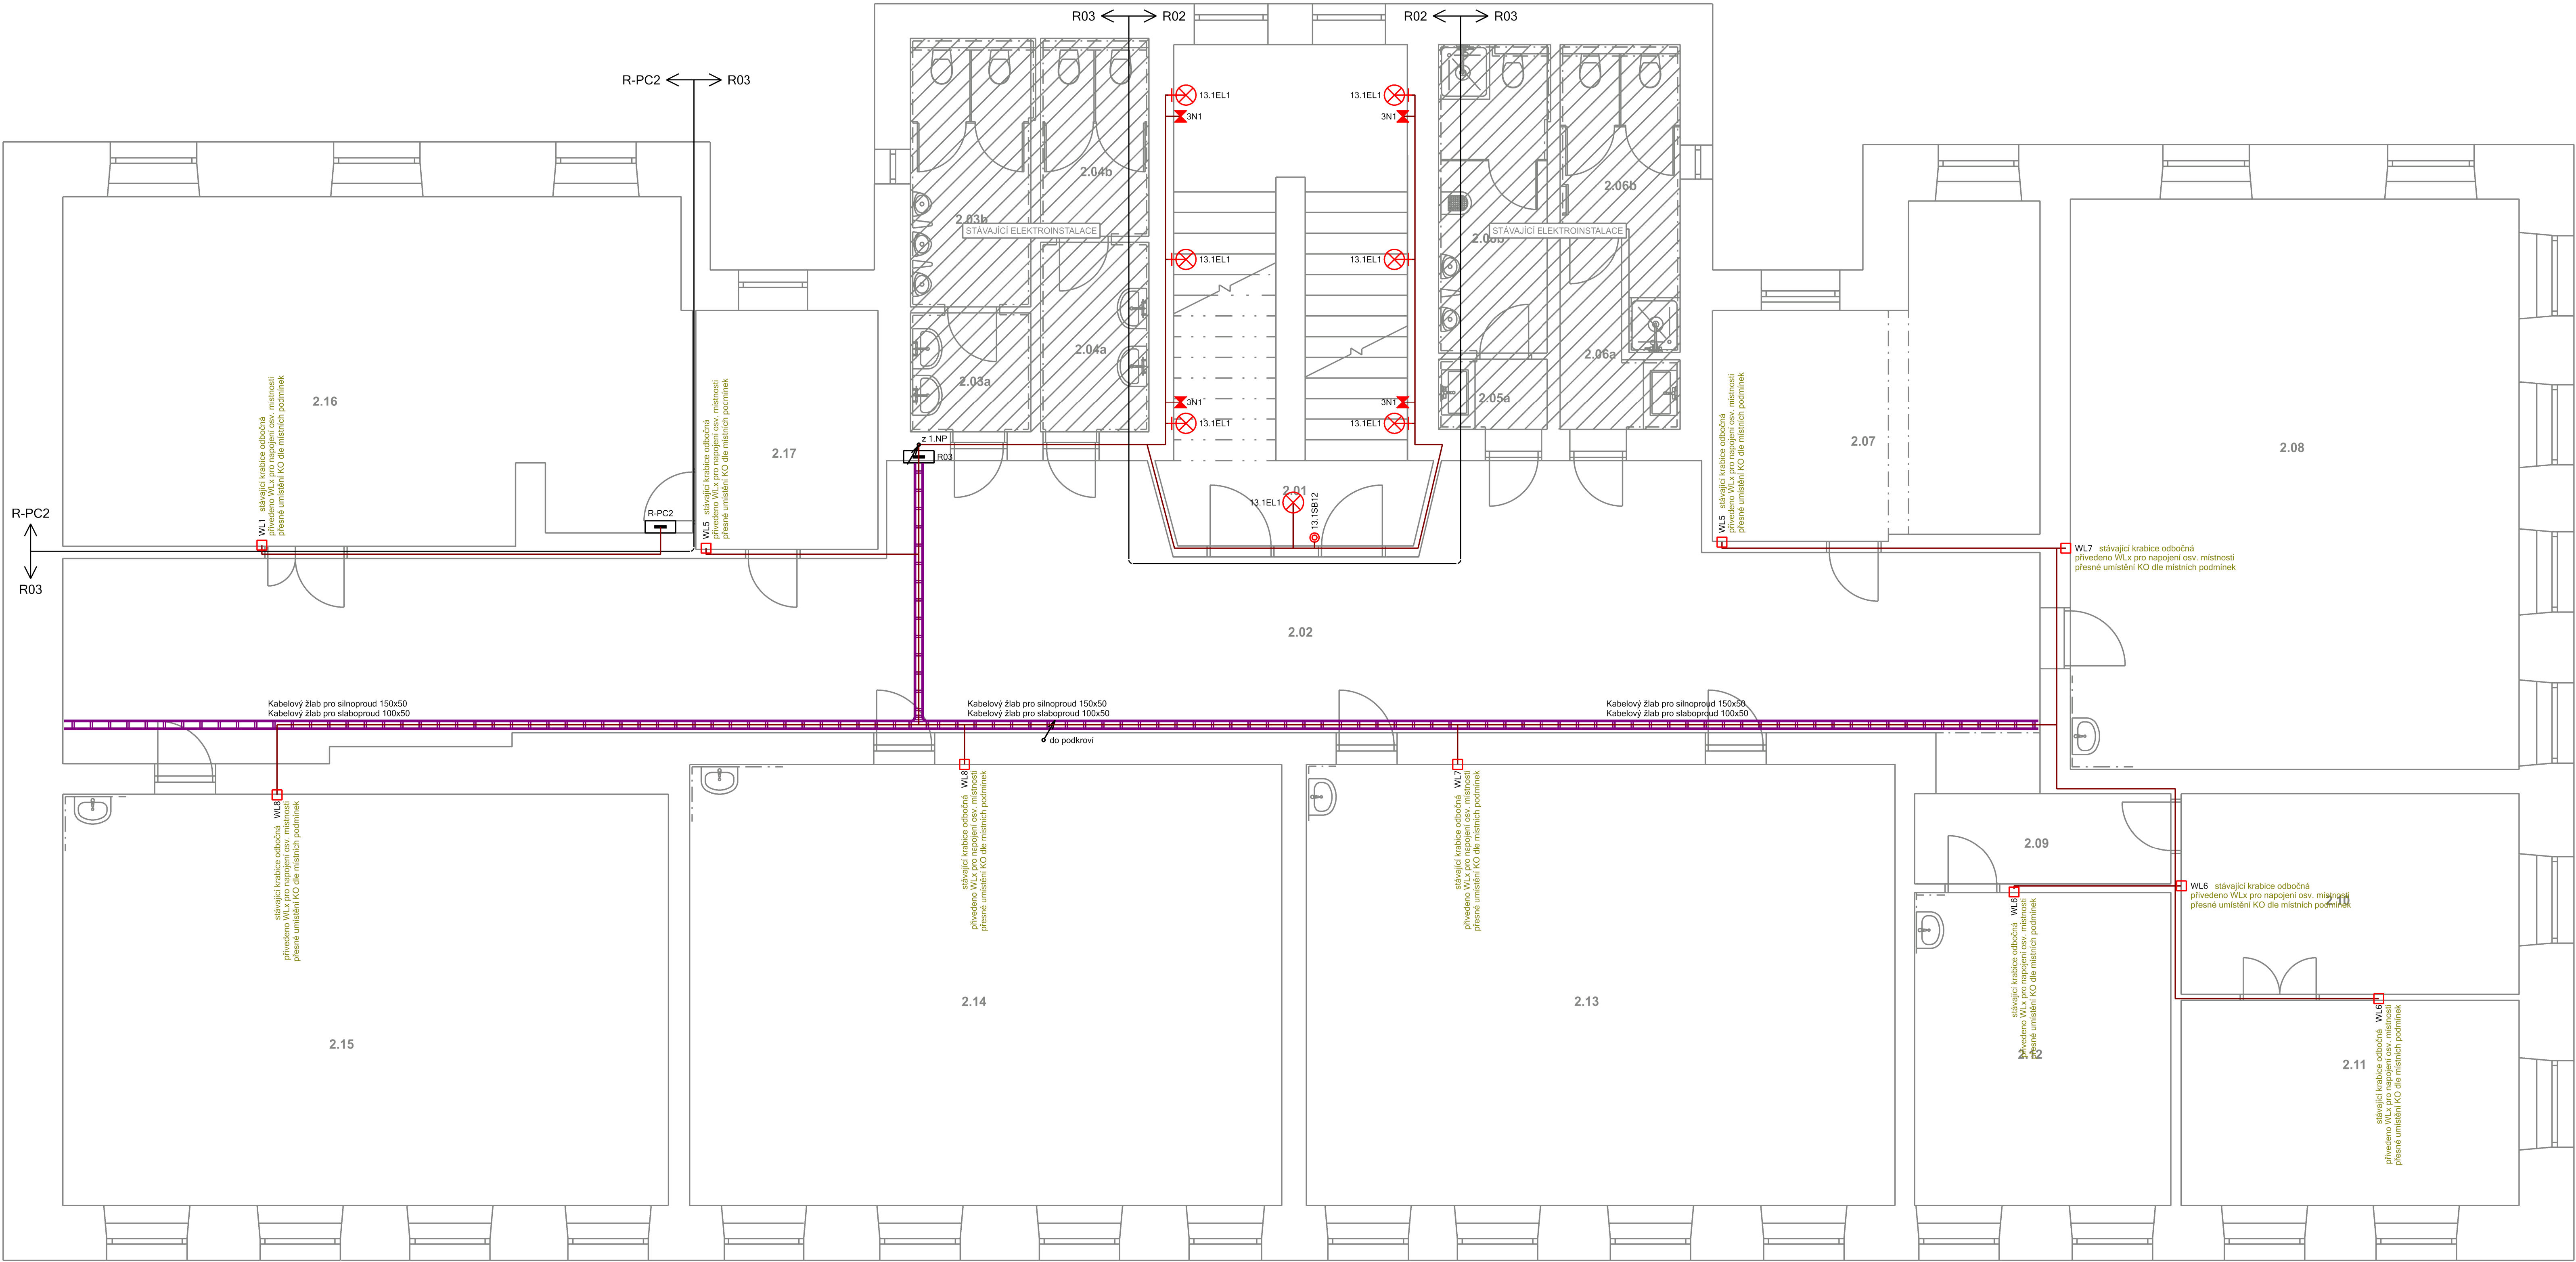 R03
R02
R02
R03
R-PC2
R03
13.1EL1
13.1EL1
3N1
3N1
2.04b
2.06b
2.03b
STÁVAJÍCÍ ELEKTROINSTALACE
STÁVAJÍCÍ ELEKTROINSTALACE
13.1EL1
13.1EL1
2.04a
2.06a
2.03a
2.05a
3N1
3N1
13.1EL1
13.1EL1
z 1.NP
R03
2.16
2.17
2.07
2.08
2.01
13.1EL1
13.1SB12
R-PC2
R03
R-PC2
WL1 stávající krabice odbočná
přivedeno WLx pro napojení osv. místnosti
přesné umístění KO dle místních podmínek
WL5 stávající krabice odbočná
přivedeno WLx pro napojení osv. místnosti
přesné umístění KO dle místních podmínek
WL5 stávající krabice odbočná
přivedeno WLx pro napojení osv. místnosti
přesné umístění KO dle místních podmínek
WL7 stávající krabice odbočná
přivedeno WLx pro napojení osv. místnosti
přesné umístění KO dle místních podmínek
2.02
Kabelový žlab pro silnoproud 150x50
Kabelový žlab pro slaboproud 100x50
Kabelový žlab pro silnoproud 150x50
Kabelový žlab pro slaboproud 100x50
Kabelový žlab pro silnoproud 150x50
Kabelový žlab pro slaboproud 100x50
do podkroví
stávající krabice odbočná WL8
přivedeno WLx pro napojení osv. místnosti
přesné umístění KO dle místních podmínek
stávající krabice odbočná WL8
přivedeno WLx pro napojení osv. místnosti
přesné umístění KO dle místních podmínek
stávající krabice odbočná WL7
přivedeno WLx pro napojení osv. místnosti
přesné umístění KO dle místních podmínek
2.09
stávající krabice odbočná WL6
přivedeno WLx pro napojení osv. místnosti
přesné umístění KO dle místních podmínek
WL6 stávající krabice odbočná
přivedeno WLx pro napojení osv. místnosti
přesné umístění KO dle místních podmínek
2.10
stávající krabice odbočná WL6
přivedeno WLx pro napojení osv. místnosti
přesné umístění KO dle místních podmínek
2.15
2.14
2.13
2.12
2.11